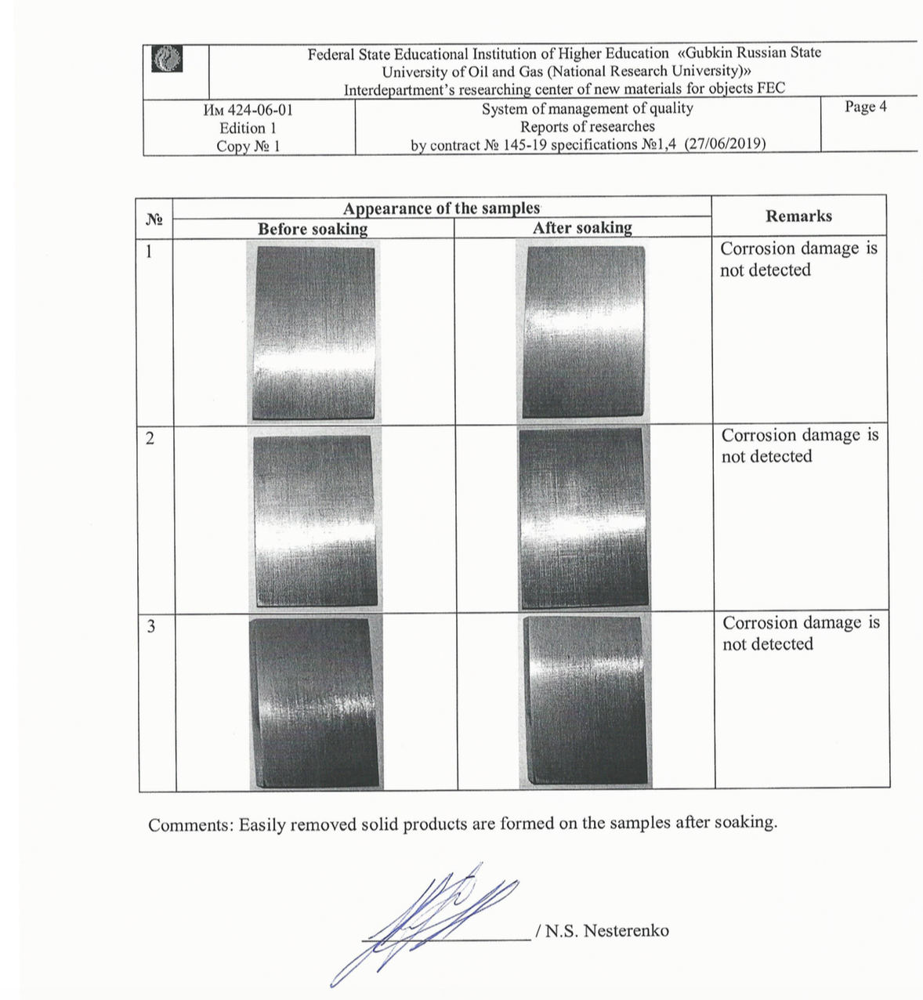 Federal State Educational Institution of Higher Education «Gubkin Russian State
University of Oil and Gas (National Research University)»
Interdepartment’s researching center of new materials for objects FEC
Им 424-06-01
Edition 1
Copy № 1
System of management of quality
Reports of researches
by contract № 145-19 specifications №1,4 (27/06/2019)
Page 4
№
Appearance of the samples
Remarks
Before soaking
After soaking
1
Corrosion damage is
not detected
2
Corrosion damage is
not detected
3
Corrosion damage is
not detected
Comments: Easily removed solid products are formed on the samples after soaking.
/ N.S. Nesterenko